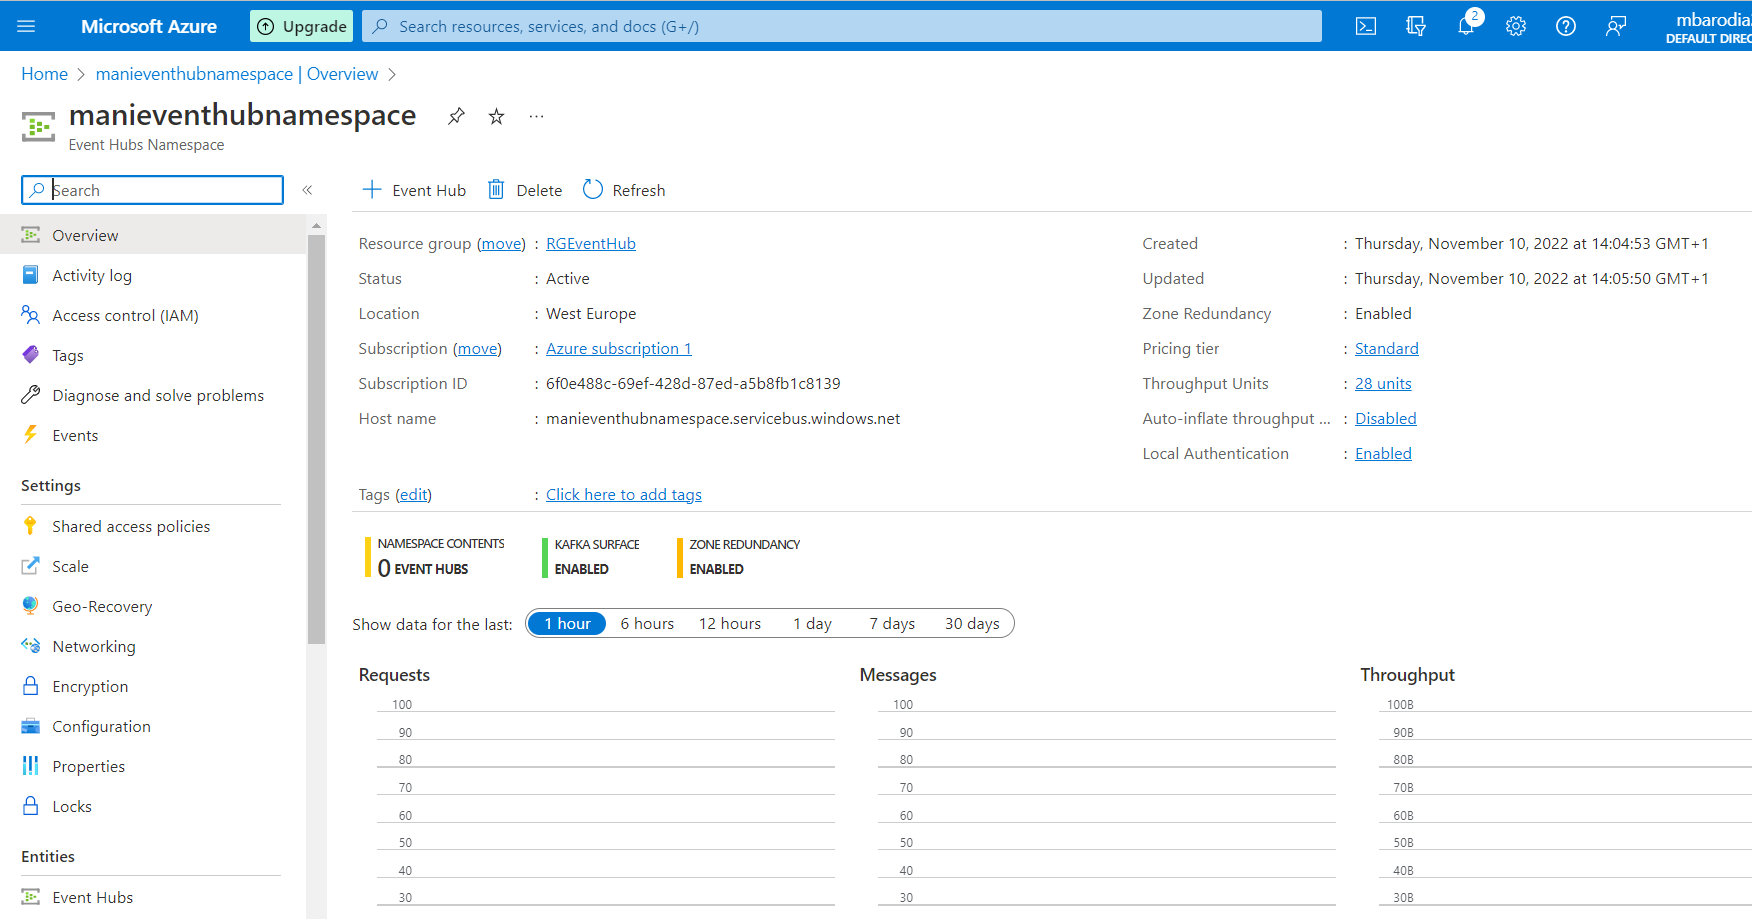 Microsoft Azure
Upgrade
Search resources, services, and docs (G+/)
2
mbarodia
DEFAULT DIREC
Home > manieventhubnamespace | Overview >
manieventhubnamespace
Event Hubs Namespace
Search
«
Event Hub
Delete
Refresh
Overview
Activity log
Access control (IAM)
Tags
Diagnose and solve problems
Events
Settings
Shared access policies
Scale
Geo-Recovery
Networking
Encryption
Configuration
Properties
Locks
Entities
Event Hubs
Resource group (move) : RGEventHub
Status : Active
Location : West Europe
Subscription (move) : Azure subscription 1
Subscription ID : 6f0e488c-69ef-428d-87ed-a5b8fb1c8139
Host name : manieventhubnamespace.servicebus.windows.net
Tags (edit) : Click here to add tags
Created : Thursday, November 10, 2022 at 14:04:53 GMT+1
Updated : Thursday, November 10, 2022 at 14:05:50 GMT+1
Zone Redundancy : Enabled
Pricing tier : Standard
Throughput Units : 28 units
Auto-inflate throughput ... : Disabled
Local Authentication : Enabled
NAMESPACE CONTENTS
0 EVENT HUBS
KAFKA SURFACE
ENABLED
ZONE REDUNDANCY
ENABLED
Show data for the last: 1 hour 6 hours 12 hours 1 day 7 days 30 days
Requests
100
90
80
70
60
50
40
30
Messages
100
90
80
70
60
50
40
30
Throughput
100B
90B
80B
70B
60B
50B
40B
30B